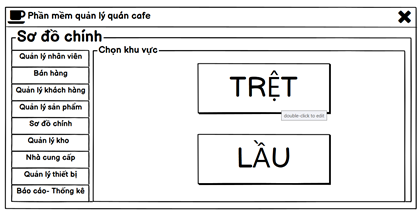 Phần mềm quản lý quán cafe
Sơ đồ chính
Quản lý nhân viên
Bán hàng
Quản lý khách hàng
Quản lý sản phẩm
Sơ đồ chính
Quản lý kho
Nhà cung cấp
Quản lý thiết bị
Báo cáo- Thống kê
Chọn khu vực
TRỆT
double-click to edit
LẦU